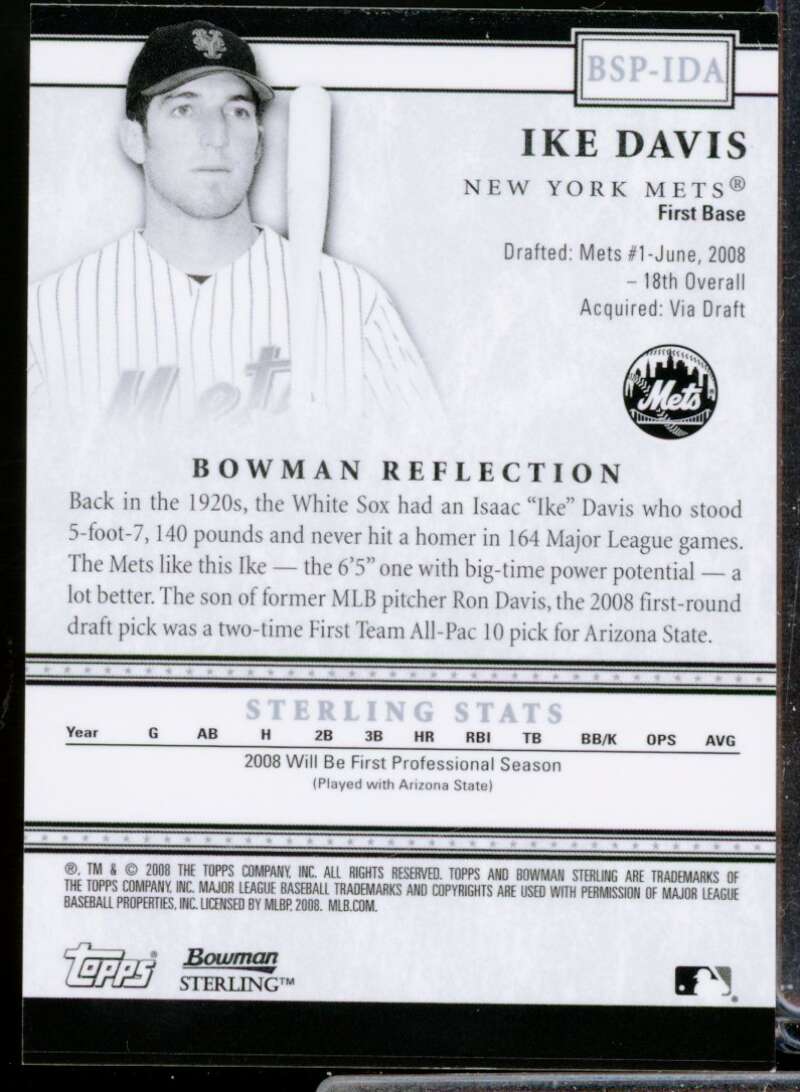 BSP-IDA
IKE DAVIS
NEW YORK METS®
First Base
Drafted: Mets #1-June, 2008
– 18th Overall
Acquired: Via Draft
Mets
Mets
BOWMAN REFLECTION
Back in the 1920s, the White Sox had an Isaac “Ike” Davis who stood
5-foot-7, 140 pounds and never hit a homer in 164 Major League games.
The Mets like this Ike — the 6’5” one with big-time power potential — a
lot better. The son of former MLB pitcher Ron Davis, the 2008 first-round
draft pick was a two-time First Team All-Pac 10 pick for Arizona State.
STERLING STATS
Year G AB H 2B 3B HR RBI TB BB/K OPS AVG
2008 Will Be First Professional Season
(Played with Arizona State)
®, TM & © 2008 THE TOPPS COMPANY, INC. ALL RIGHTS RESERVED. TOPPS AND BOWMAN STERLING ARE TRADEMARKS OF
THE TOPPS COMPANY, INC. MAJOR LEAGUE BASEBALL TRADEMARKS AND COPYRIGHTS ARE USED WITH PERMISSION OF MAJOR LEAGUE
BASEBALL PROPERTIES, INC. LICENSED BY MLBP, 2008. MLB.COM.
Topps®
Bowman
STERLING™